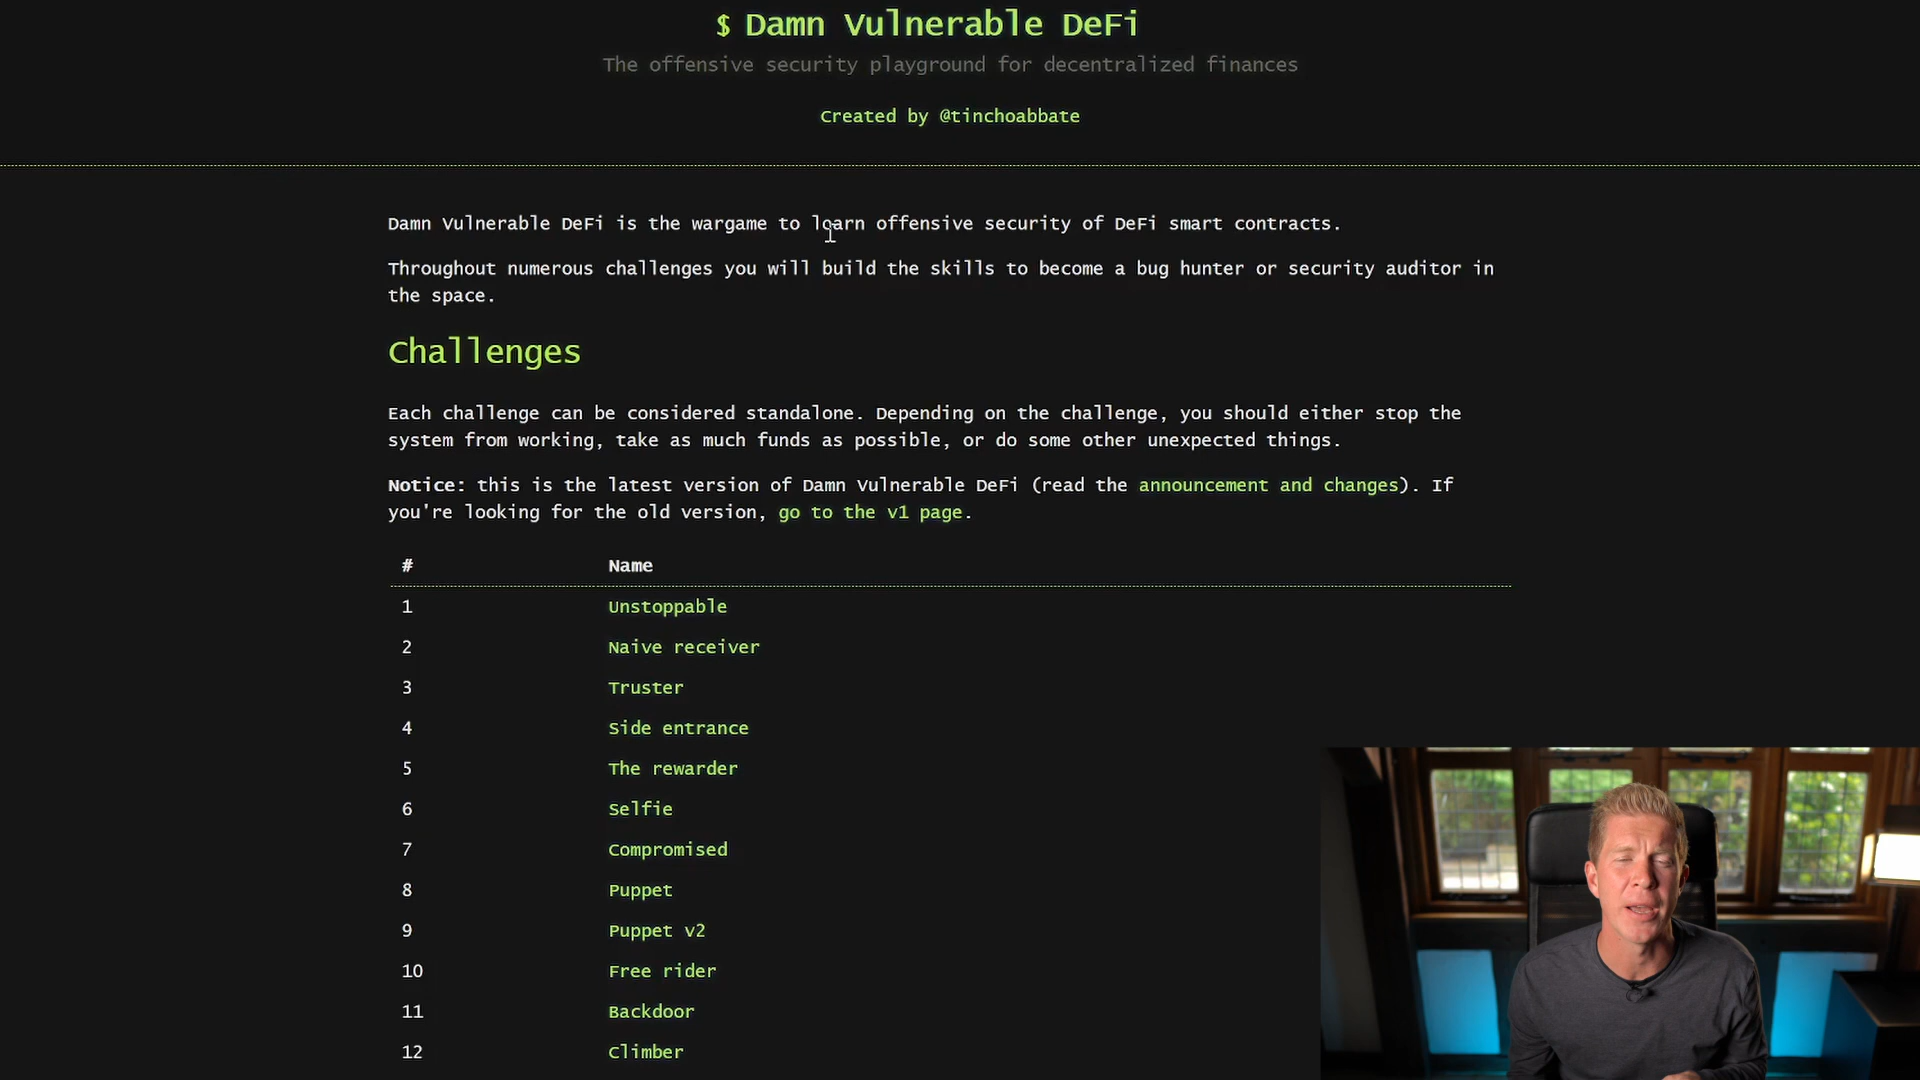 $ Damn Vulnerable DeFi
The offensive security playground for decentralized finances
Created by @tinchoabbate
Damn Vulnerable DeFi is the wargame to learn offensive security of DeFi smart contracts.
Throughout numerous challenges you will build the skills to become a bug hunter or security auditor in
the space.
Challenges
Each challenge can be considered standalone. Depending on the challenge, you should either stop the
system from working, take as much funds as possible, or do some other unexpected things.
Notice: this is the latest version of Damn Vulnerable DeFi (read the announcement and changes). If
you're looking for the old version, go to the v1 page.
# Name
1 Unstoppable
2 Naive receiver
3 Truster
4 Side entrance
5 The rewarder
6 Selfie
7 Compromised
8 Puppet
9 Puppet v2
10 Free rider
11 Backdoor
12 Climber